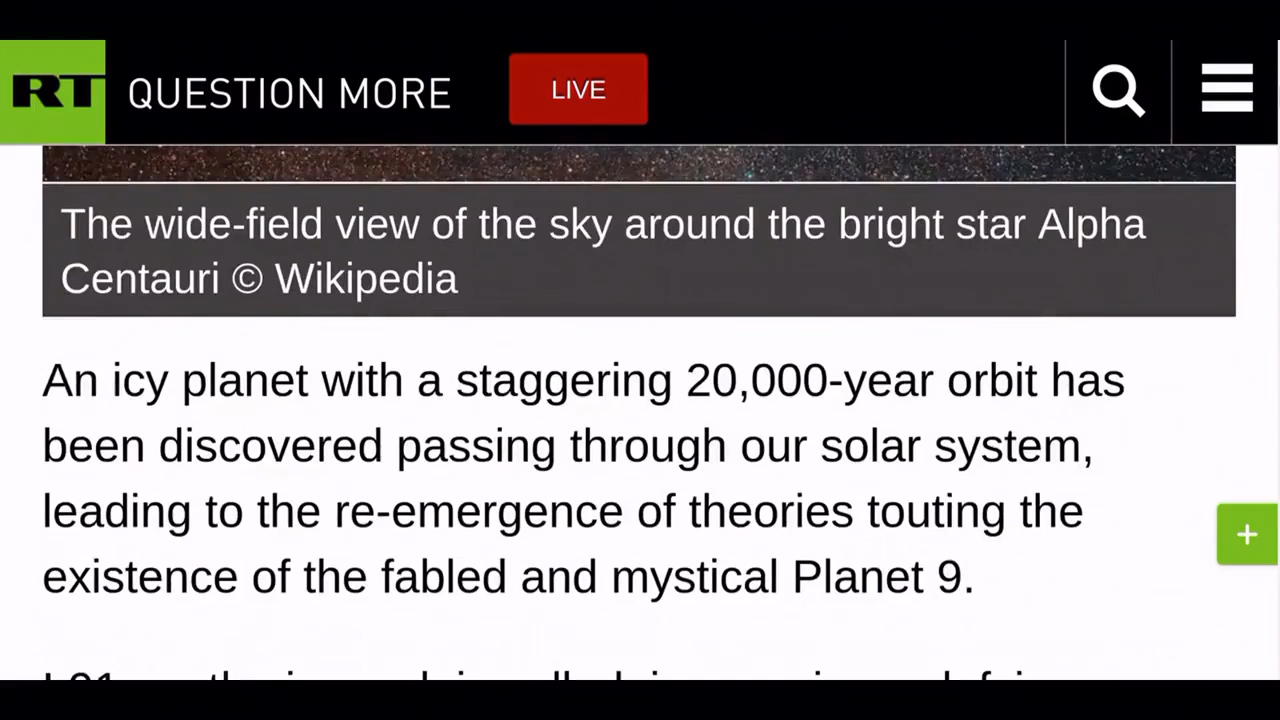 RT QUESTION MORE LIVE
The wide-field view of the sky around the bright star Alpha
Centauri © Wikipedia
An icy planet with a staggering 20,000-year orbit has
been discovered passing through our solar system,
leading to the re-emergence of theories touting the
existence of the fabled and mystical Planet 9.
+